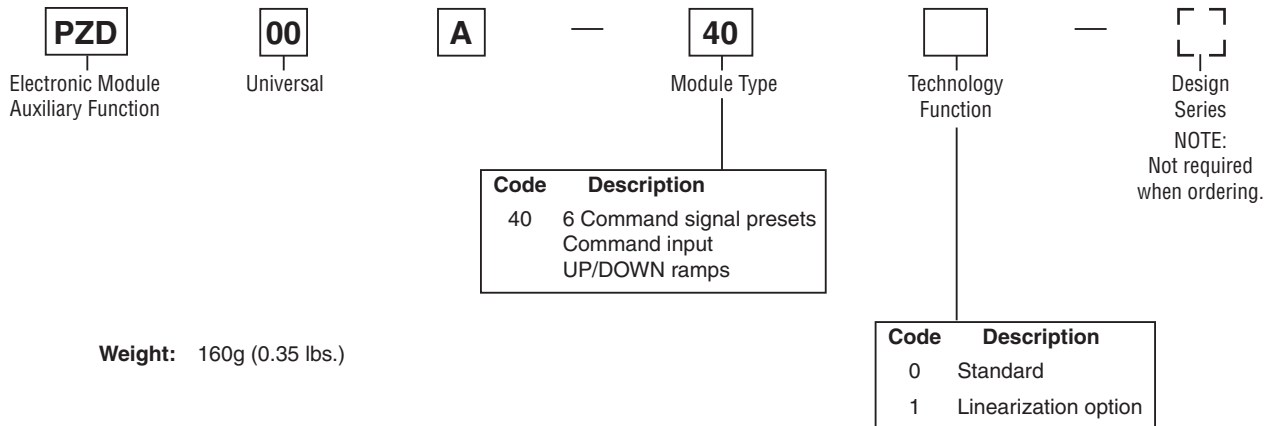 PZD 00 A — 40 —
Electronic Module
Auxiliary Function
Universal
Module Type
Technology
Function
Design
Series
NOTE:
Not required
when ordering.
Code Description
40 6 Command signal presets
Command input
UP/DOWN ramps
Weight: 160g (0.35 lbs.)
Code Description
0 Standard
1 Linearization option